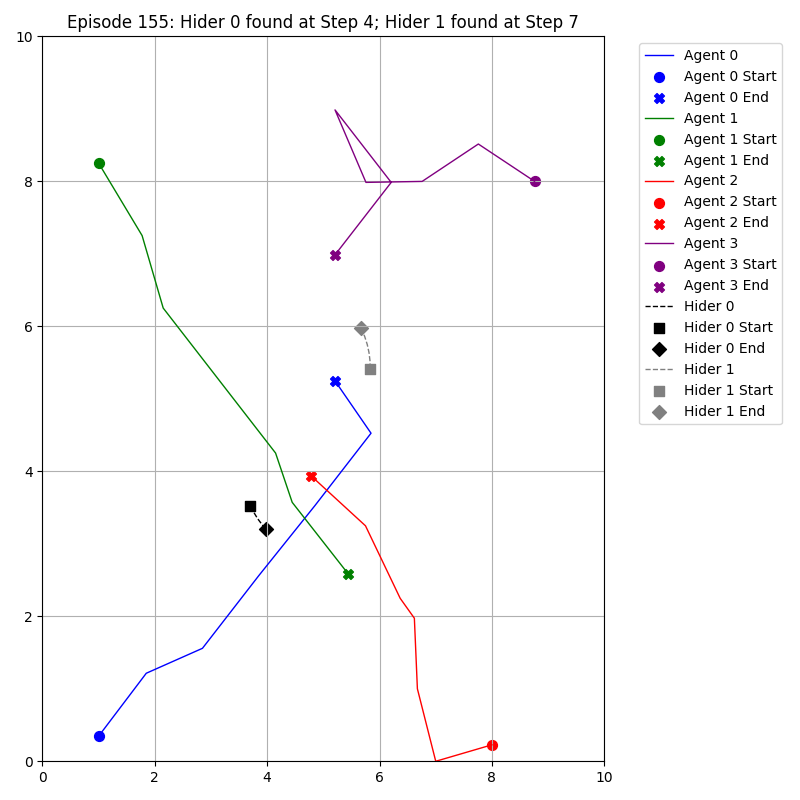 Episode 155: Hider 0 found at Step 4; Hider 1 found at Step 7
10
8
6
4
2
0
0
2
4
6
8
10
Agent 0
Agent 0 Start
Agent 0 End
Agent 1
Agent 1 Start
Agent 1 End
Agent 2
Agent 2 Start
Agent 2 End
Agent 3
Agent 3 Start
Agent 3 End
Hider 0
Hider 0 Start
Hider 0 End
Hider 1
Hider 1 Start
Hider 1 End